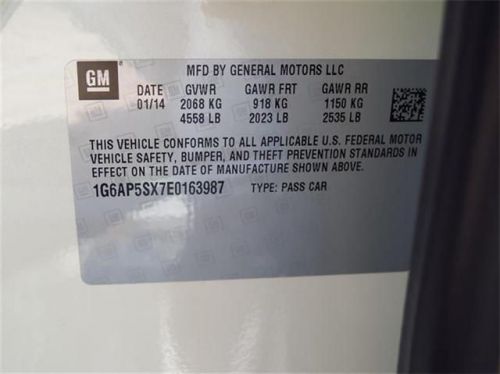 GM
MFD BY GENERAL MOTORS LLC
DATE GVWR GAWR FRT GAWR RR
01/14 2068 KG 918 KG 1150 KG
4558 LB 2023 LB 2535 LB
THIS VEHICLE CONFORMS TO ALL APPLICABLE U.S. FEDERAL MOTOR
VEHICLE SAFETY, BUMPER, AND THEFT PREVENTION STANDARDS IN
EFFECT ON THE DATE OF MANUFACTURE SHOWN ABOVE.
1G6AP5SX7E0163987 TYPE: PASS CAR